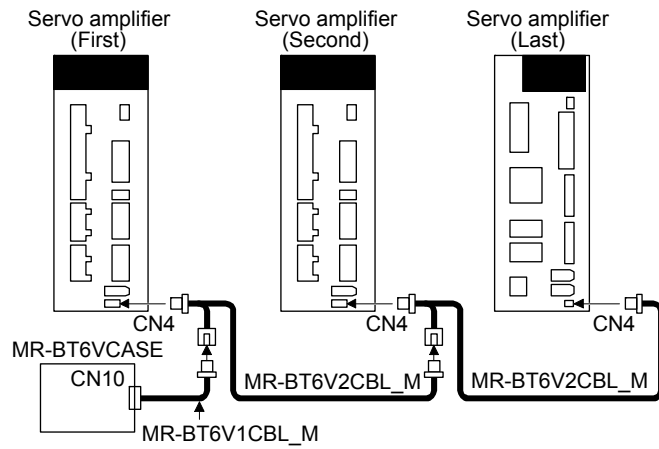 Servo amplifier
(First)
Servo amplifier
(Second)
Servo amplifier
(Last)
CN4
CN4
CN4
MR-BT6VCASE
CN10
MR-BT6V2CBL_M
MR-BT6V2CBL_M
MR-BT6V1CBL_M